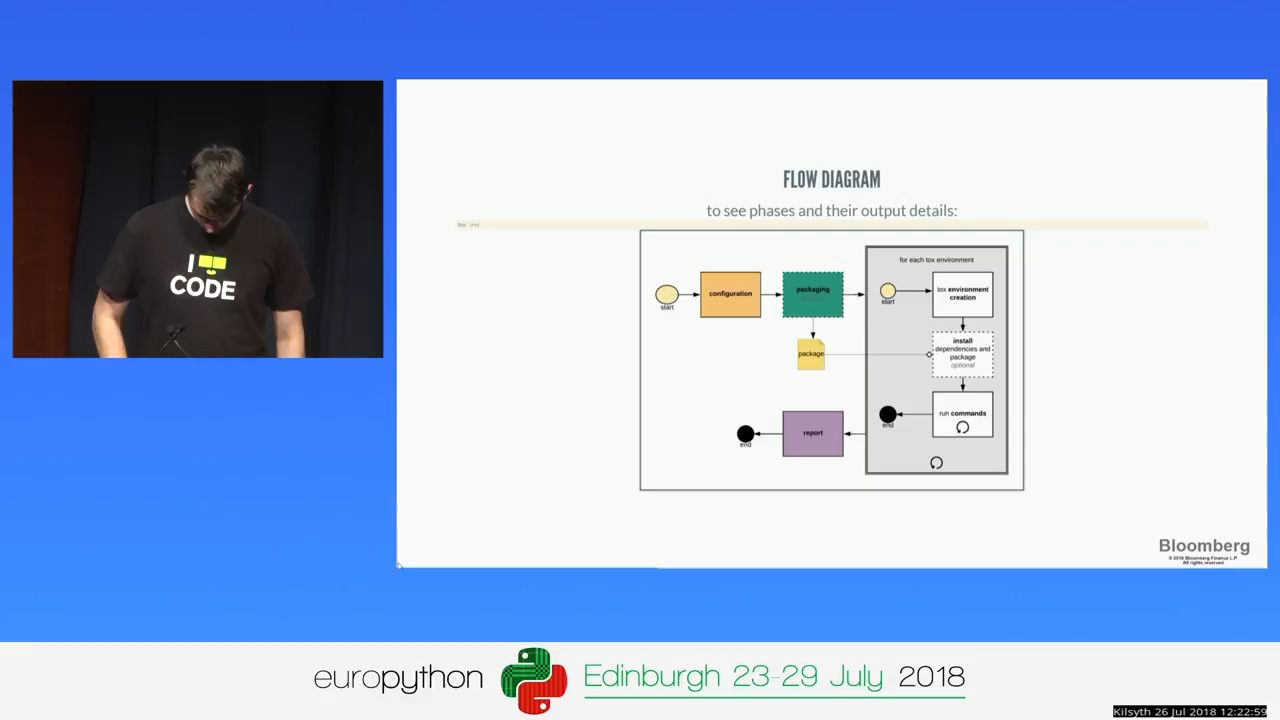 I
CODE
FLOW DIAGRAM
to see phases and their output details:
for each tox environment
configuration
packaging
start
start
tox environment
creation
install
dependencies and
package
optional
package
run commands
end
report
end
Bloomberg
© 2018 Bloomberg Finance L.P.
All rights reserved
europython
Edinburgh 23-29 July 2018
Kilsyth 26 Jul 2018 12:22:59